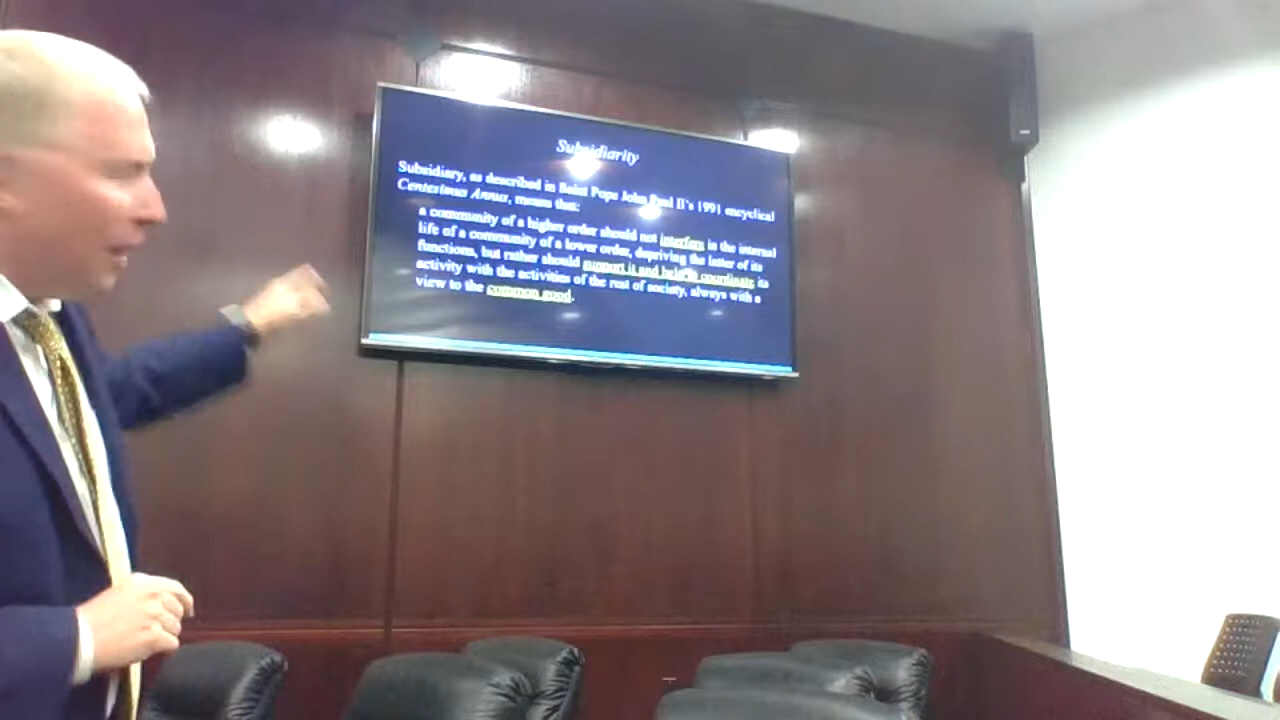 Subsidiarity
Subsidiary, as described in Saint Pope John Paul II's 1991 encyclical
Centesimus Annus, means that:
a community of a higher order should not interfere in the internal
life of a community of a lower order, depriving the latter of its
functions, but rather should support it and help to coordinate its
activity with the activities of the rest of society, always with a
view to the common good.